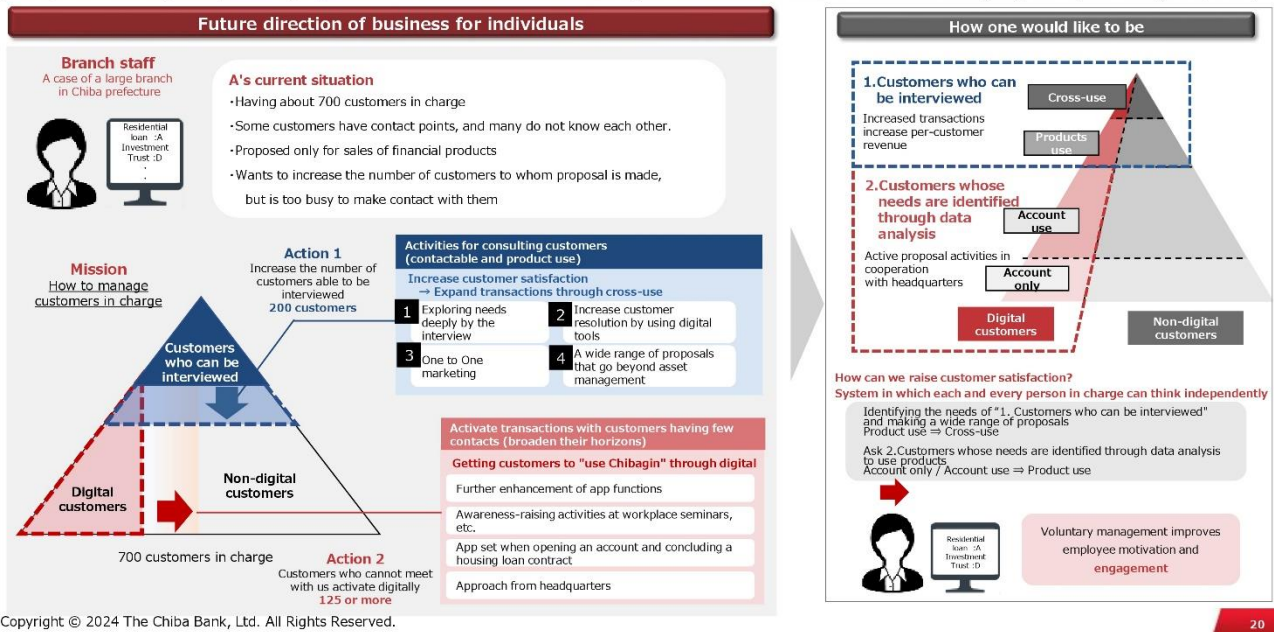 Future direction of business for individuals
Branch staff
A case of a large branch
in Chiba prefecture
Residential
loan :A
Investment
Trust :D
.
.
A's current situation
・Having about 700 customers in charge
・Some customers have contact points, and many do not know each other.
・Proposed only for sales of financial products
・Wants to increase the number of customers to whom proposal is made,
but is too busy to make contact with them
Mission
How to manage
customers in charge
Action 1
Increase the number of
customers able to be
interviewed
200 customers
Customers
who can be
interviewed
Digital
customers
Non-digital
customers
700 customers in charge
Action 2
Customers who cannot meet
with us activate digitally
125 or more
Activities for consulting customers
(contactable and product use)
Increase customer satisfaction
→ Expand transactions through cross-use
1 Exploring needs
deeply by the
interview
2 Increase customer
resolution by using digital
tools
3 One to One
marketing
4 A wide range of proposals
that go beyond asset
management
Activate transactions with customers having few
contacts (broaden their horizons)
Getting customers to "use Chibagin" through digital
Further enhancement of app functions
Awareness-raising activities at workplace seminars,
etc.
App set when opening an account and concluding a
housing loan contract
Approach from headquarters
How one would like to be
1.Customers who can
be interviewed
Increased transactions
increase per-customer
revenue
Cross-use
Products
use
2.Customers whose
needs are identified
through data
analysis
Active proposal activities in
cooperation
with headquarters
Account
use
Account
only
Digital
customers
Non-digital
customers
How can we raise customer satisfaction?
System in which each and every person in charge can think independently
Identifying the needs of "1. Customers who can be interviewed"
and making a wide range of proposals
Product use ⇒ Cross-use
Ask 2.Customers whose needs are identified through data analysis
to use products
Account only / Account use ⇒ Product use
Residential
loan :A
Investment
Trust :D
.
.
Voluntary management improves
employee motivation and
engagement
Copyright © 2024 The Chiba Bank, Ltd. All Rights Reserved.
20